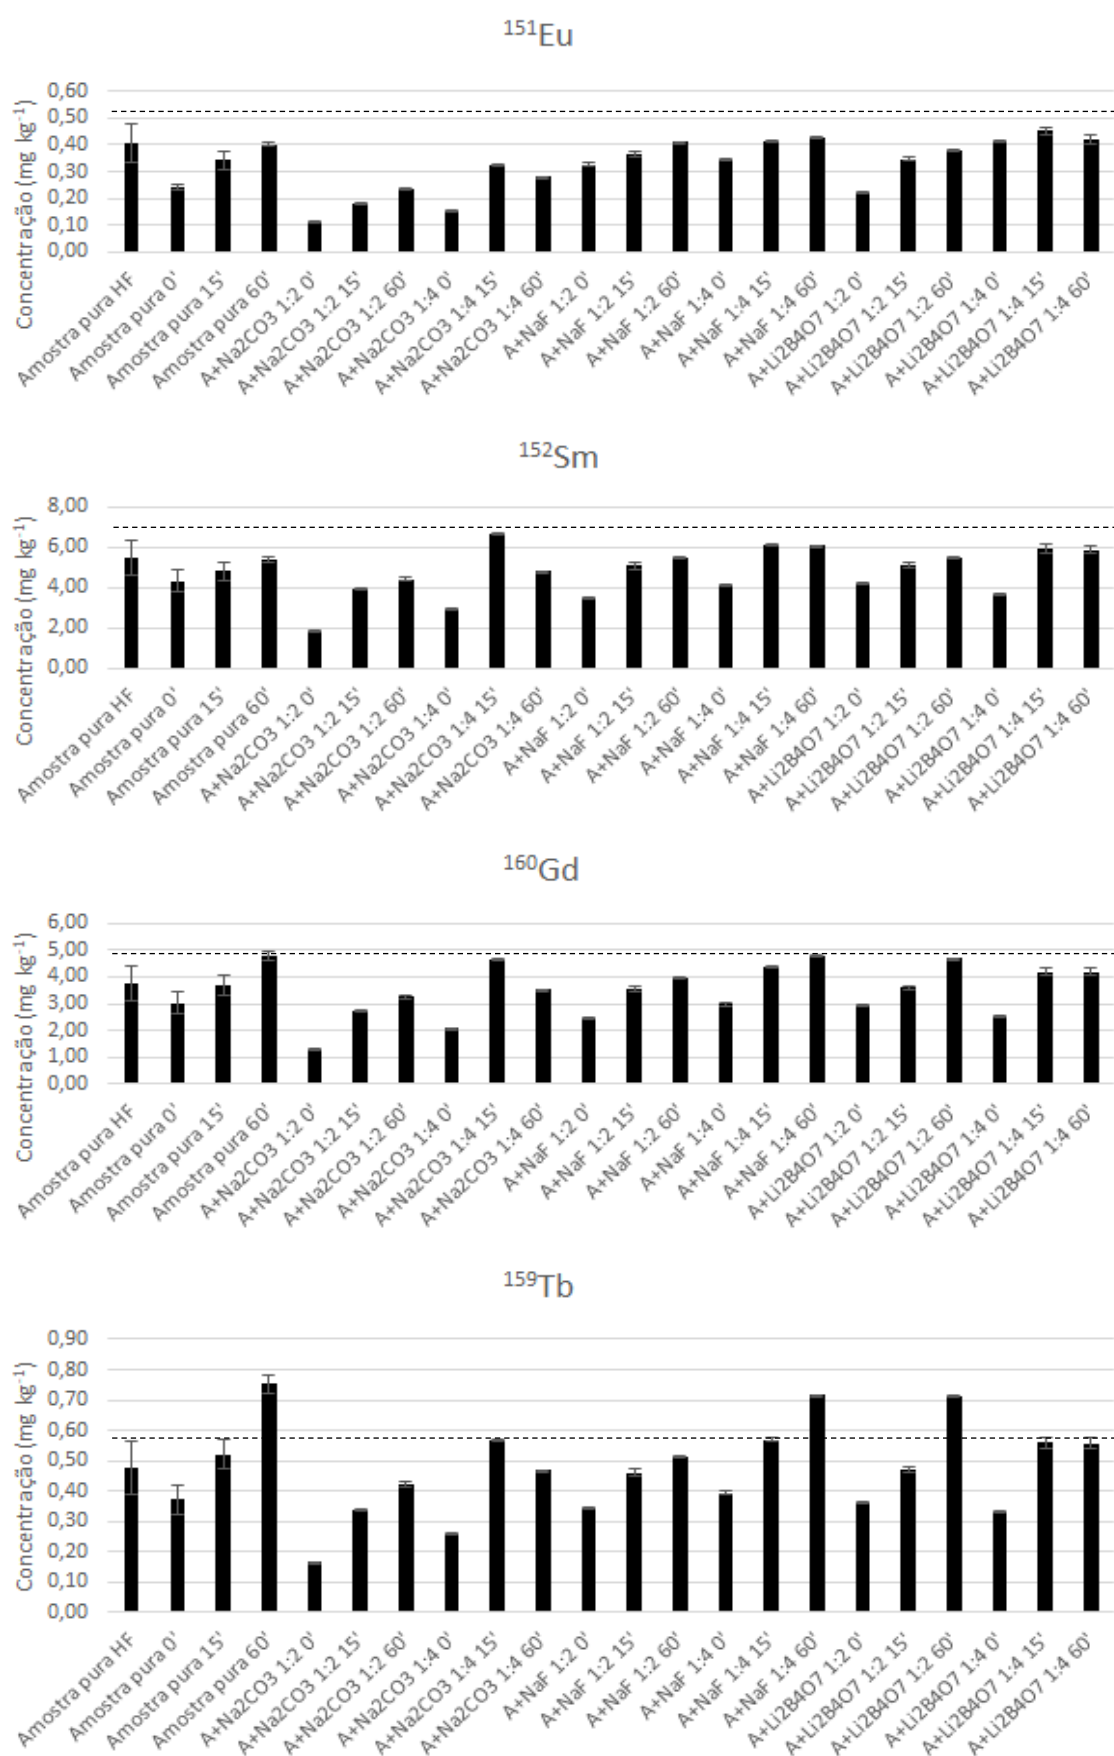 ¹⁵¹Eu
Concentração (mg kg⁻¹)
0,60
0,50
0,40
0,30
0,20
0,10
0,00
Amostra pura HF
Amostra pura 0'
Amostra pura 15'
Amostra pura 60'
A+Na2CO3 1:2 0'
A+Na2CO3 1:2 15'
A+Na2CO3 1:2 60'
A+Na2CO3 1:4 0'
A+Na2CO3 1:4 15'
A+Na2CO3 1:4 60'
A+NaF 1:2 0'
A+NaF 1:2 15'
A+NaF 1:2 60'
A+NaF 1:4 0'
A+NaF 1:4 15'
A+NaF 1:4 60'
A+Li2B4O7 1:2 0'
A+Li2B4O7 1:2 15'
A+Li2B4O7 1:2 60'
A+Li2B4O7 1:4 0'
A+Li2B4O7 1:4 15'
A+Li2B4O7 1:4 60'
¹⁵²Sm
Concentração (mg kg⁻¹)
8,00
6,00
4,00
2,00
0,00
Amostra pura HF
Amostra pura 0'
Amostra pura 15'
Amostra pura 60'
A+Na2CO3 1:2 0'
A+Na2CO3 1:2 15'
A+Na2CO3 1:2 60'
A+Na2CO3 1:4 0'
A+Na2CO3 1:4 15'
A+Na2CO3 1:4 60'
A+NaF 1:2 0'
A+NaF 1:2 15'
A+NaF 1:2 60'
A+NaF 1:4 0'
A+NaF 1:4 15'
A+NaF 1:4 60'
A+Li2B4O7 1:2 0'
A+Li2B4O7 1:2 15'
A+Li2B4O7 1:2 60'
A+Li2B4O7 1:4 0'
A+Li2B4O7 1:4 15'
A+Li2B4O7 1:4 60'
¹⁶⁰Gd
Concentração (mg kg⁻¹)
6,00
5,00
4,00
3,00
2,00
1,00
0,00
Amostra pura HF
Amostra pura 0'
Amostra pura 15'
Amostra pura 60'
A+Na2CO3 1:2 0'
A+Na2CO3 1:2 15'
A+Na2CO3 1:2 60'
A+Na2CO3 1:4 0'
A+Na2CO3 1:4 15'
A+Na2CO3 1:4 60'
A+NaF 1:2 0'
A+NaF 1:2 15'
A+NaF 1:2 60'
A+NaF 1:4 0'
A+NaF 1:4 15'
A+NaF 1:4 60'
A+Li2B4O7 1:2 0'
A+Li2B4O7 1:2 15'
A+Li2B4O7 1:2 60'
A+Li2B4O7 1:4 0'
A+Li2B4O7 1:4 15'
A+Li2B4O7 1:4 60'
¹⁵⁹Tb
Concentração (mg kg⁻¹)
0,90
0,80
0,70
0,60
0,50
0,40
0,30
0,20
0,10
0,00
Amostra pura HF
Amostra pura 0'
Amostra pura 15'
Amostra pura 60'
A+Na2CO3 1:2 0'
A+Na2CO3 1:2 15'
A+Na2CO3 1:2 60'
A+Na2CO3 1:4 0'
A+Na2CO3 1:4 15'
A+Na2CO3 1:4 60'
A+NaF 1:2 0'
A+NaF 1:2 15'
A+NaF 1:2 60'
A+NaF 1:4 0'
A+NaF 1:4 15'
A+NaF 1:4 60'
A+Li2B4O7 1:2 0'
A+Li2B4O7 1:2 15'
A+Li2B4O7 1:2 60'
A+Li2B4O7 1:4 0'
A+Li2B4O7 1:4 15'
A+Li2B4O7 1:4 60'